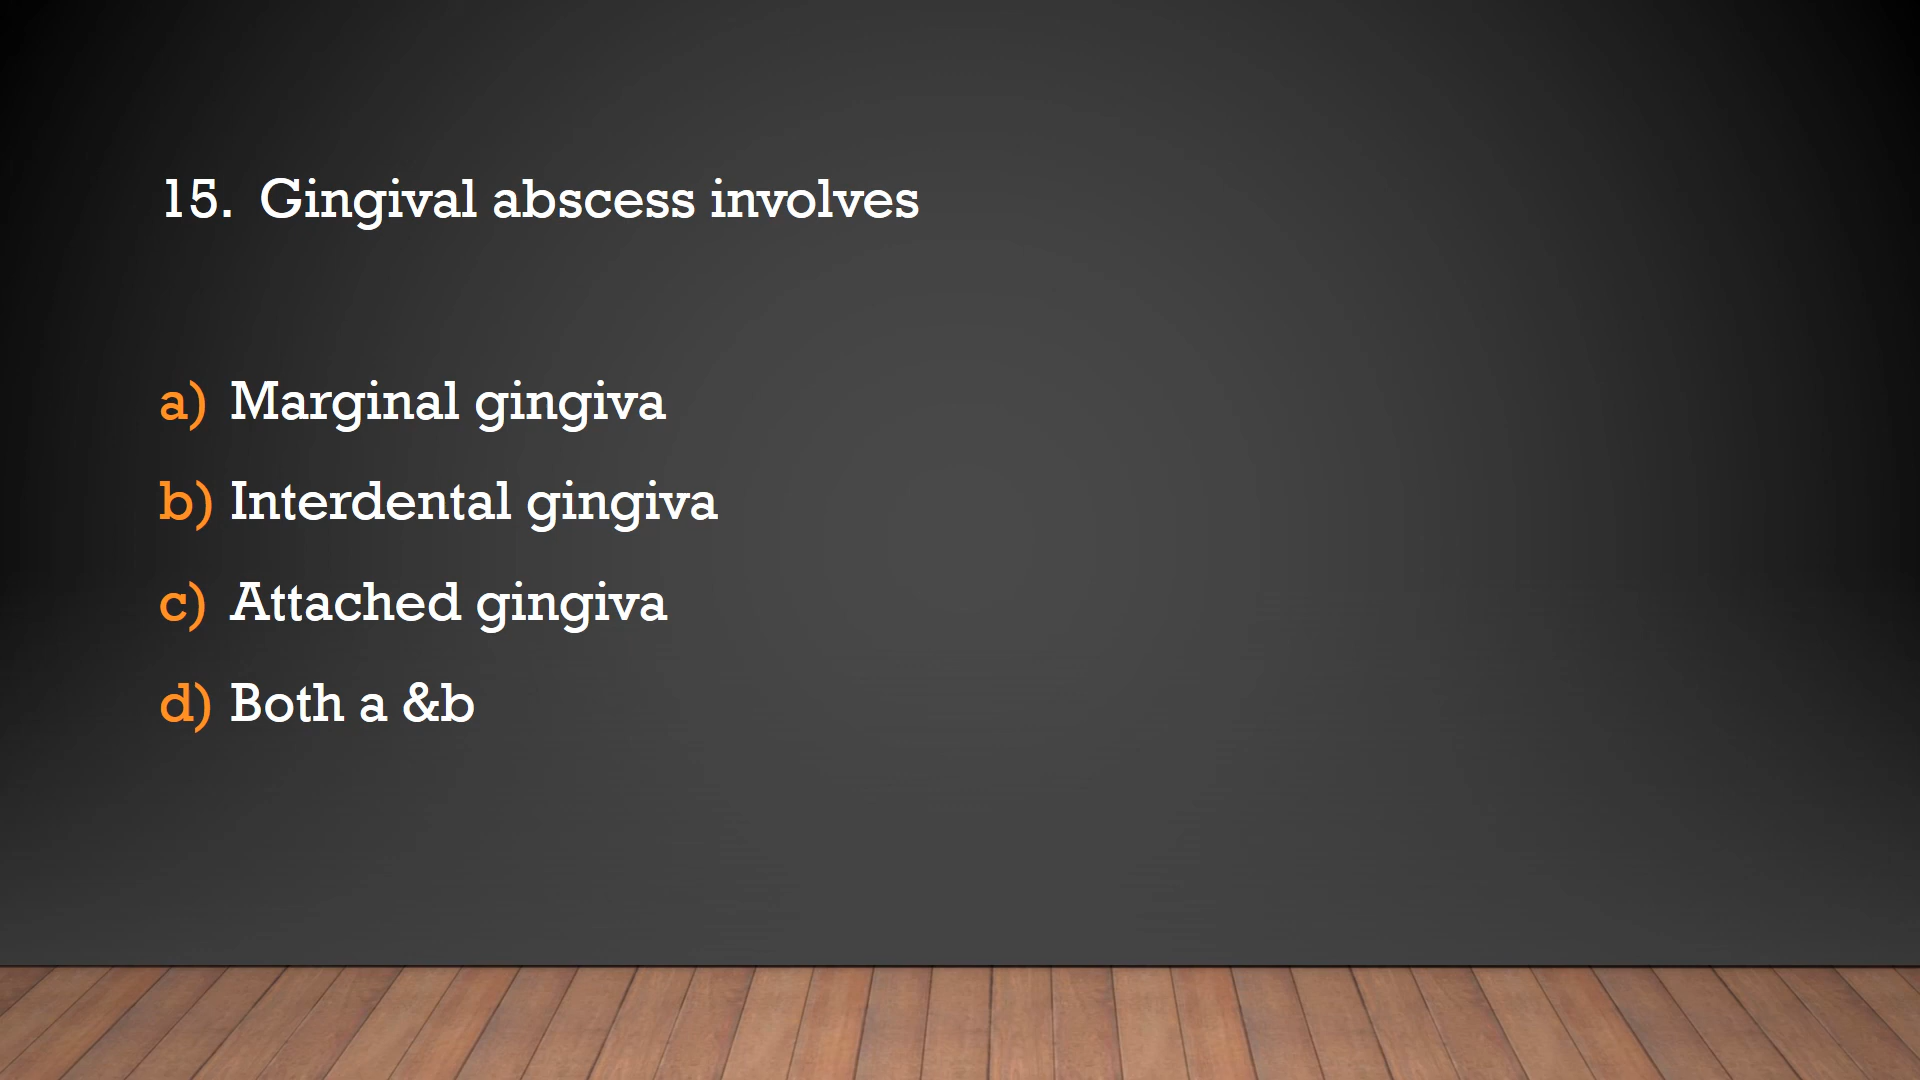 15. Gingival abscess involves
a) Marginal gingiva
b) Interdental gingiva
c) Attached gingiva
d) Both a &b